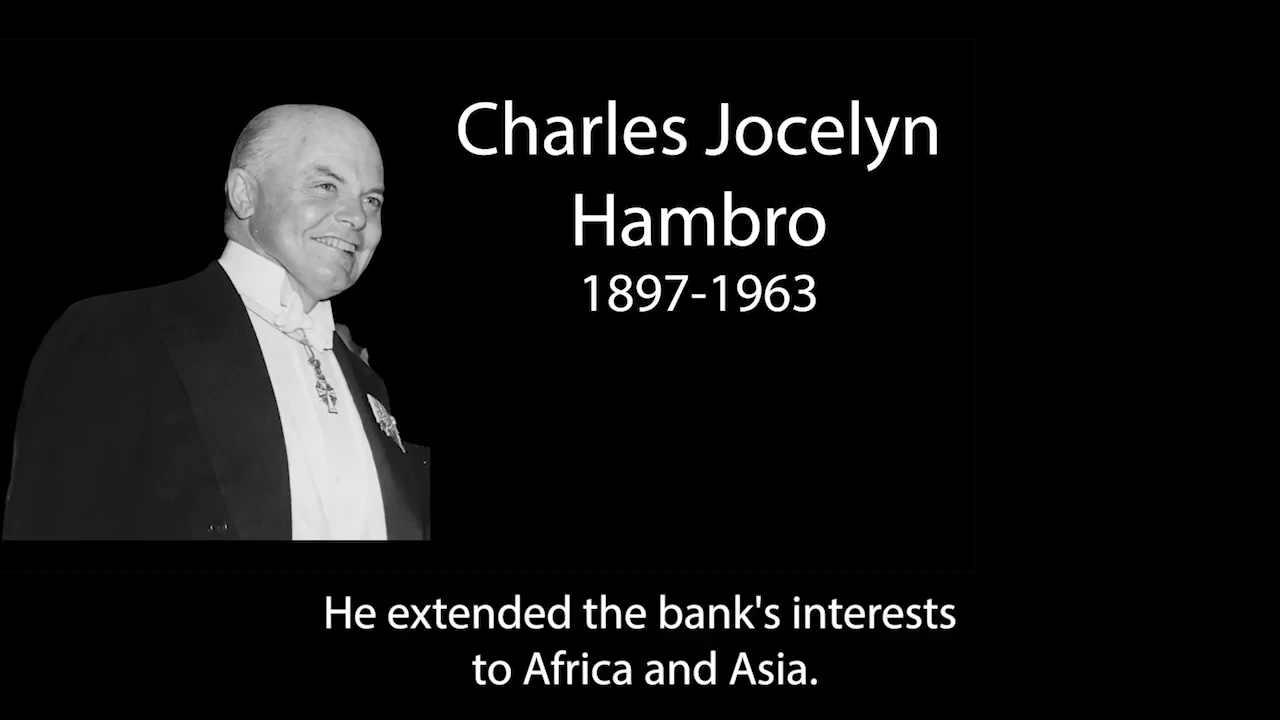 Charles Jocelyn
Hambro
1897-1963
He extended the bank's interests
to Africa and Asia.